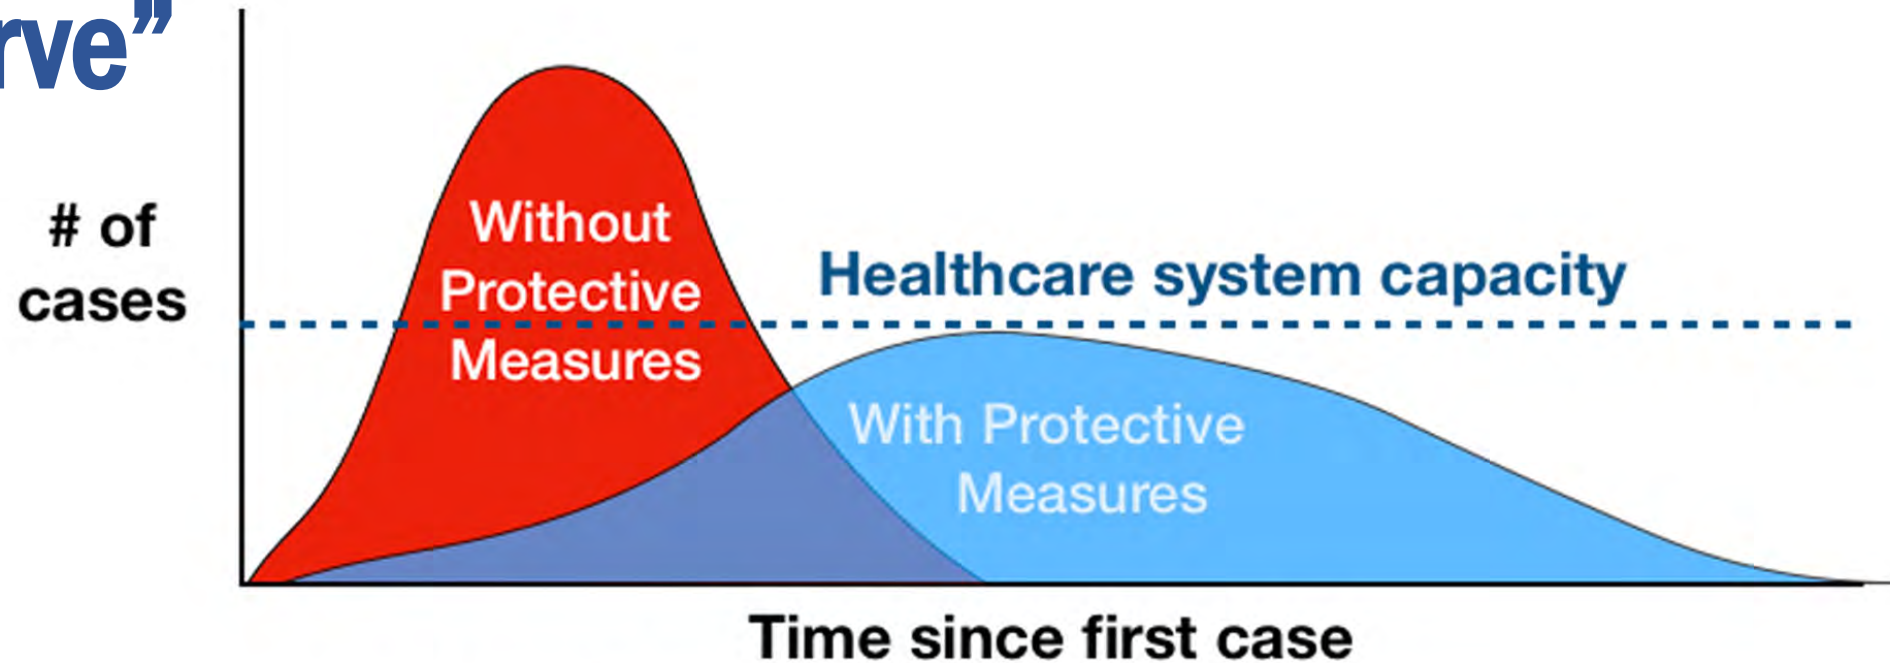 rve”
# of
cases
Without
Protective
Measures
Healthcare system capacity
With Protective
Measures
Time since first case